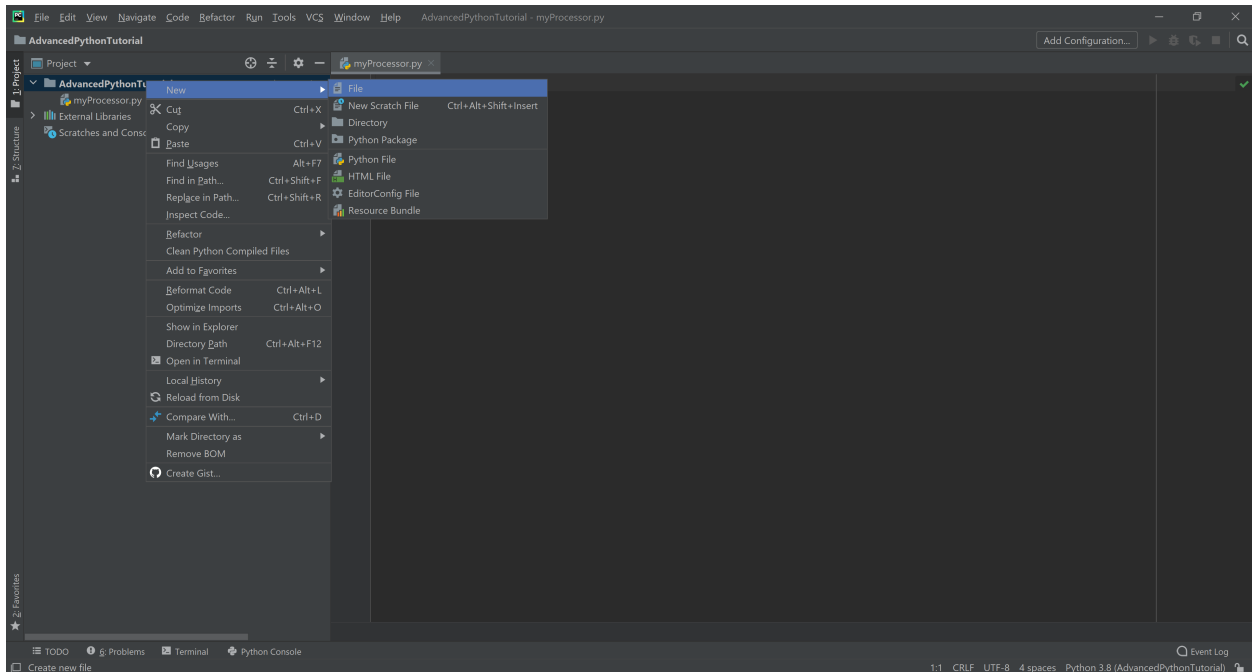 PC File Edit View Navigate Code Refactor Run Tools VCS Window Help AdvancedPythonTutorial - myProcessor.py
AdvancedPythonTutorial Add Configuration...
1: Project
Project
myProcessor.py
AdvancedPythonTu
myProcessor.py
External Libraries
Scratches and Consc
New
Cut Ctrl+X
Copy
Paste Ctrl+V
Find Usages Alt+F7
Find in Path... Ctrl+Shift+F
Replace in Path... Ctrl+Shift+R
Inspect Code...
Refactor
Clean Python Compiled Files
Add to Favorites
Reformat Code Ctrl+Alt+L
Optimize Imports Ctrl+Alt+O
Show in Explorer
Directory Path Ctrl+Alt+F12
Open in Terminal
Local History
Reload from Disk
Compare With... Ctrl+D
Mark Directory as
Remove BOM
Create Gist...
File
New Scratch File Ctrl+Alt+Shift+Insert
Directory
Python Package
Python File
HTML File
EditorConfig File
Resource Bundle
7: Structure
2: Favorites
TODO 6: Problems Terminal Python Console Event Log
Create new file 1:1 CRLF UTF-8 4 spaces Python 3.8 (AdvancedPythonTutorial)